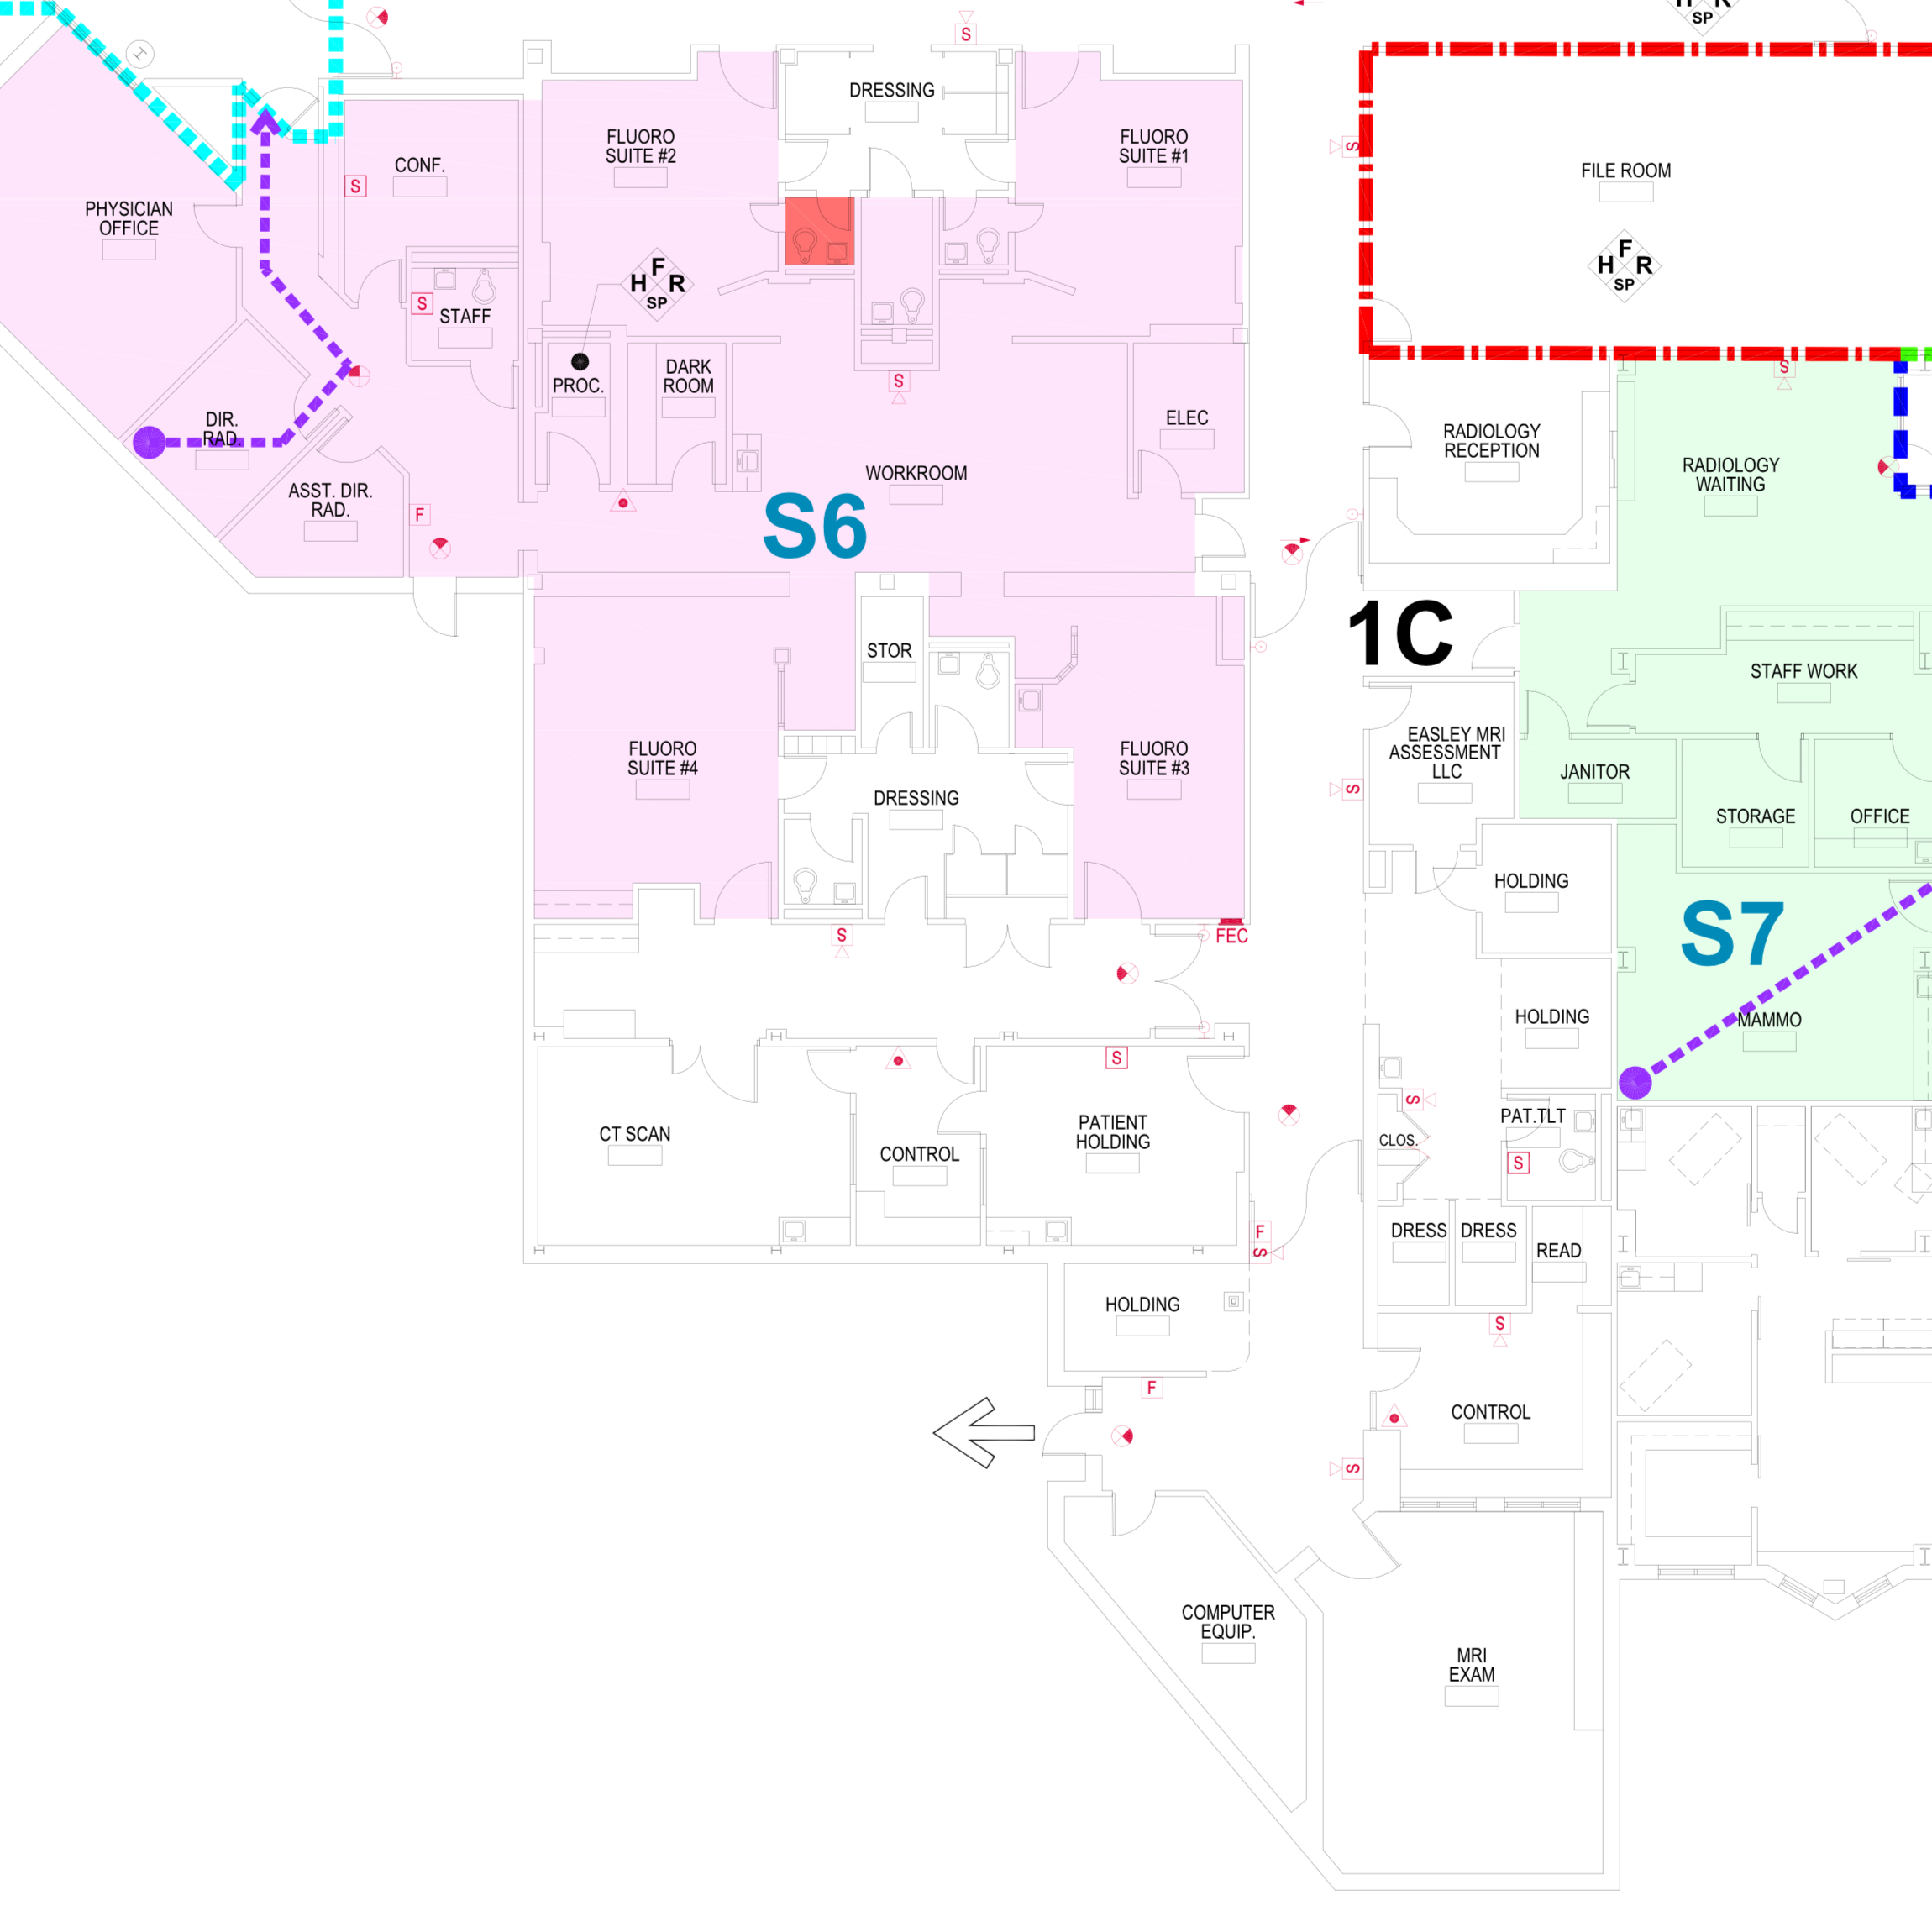 H R
SP
S
DRESSING
FLUORO
SUITE #2
FLUORO
SUITE #1
S
CONF.
S
FILE ROOM
PHYSICIAN
OFFICE
F
H R
SP
F
H R
SP
S
STAFF
PROC.
DARK
ROOM
S
S
ELEC
DIR.
RAD.
RADIOLOGY
RECEPTION
RADIOLOGY
WAITING
WORKROOM
ASST. DIR.
RAD.
F
S6
1C
STOR
STAFF WORK
FLUORO
SUITE #4
FLUORO
SUITE #3
EASLEY MRI
ASSESSMENT
LLC
JANITOR
S
DRESSING
STORAGE
OFFICE
HOLDING
S
FEC
S7
HOLDING
MAMMO
S
S
CT SCAN
CONTROL
PATIENT
HOLDING
PAT.TLT
CLOS.
S
F
S
DRESS
DRESS
READ
HOLDING
S
F
CONTROL
S
COMPUTER
EQUIP.
MRI
EXAM